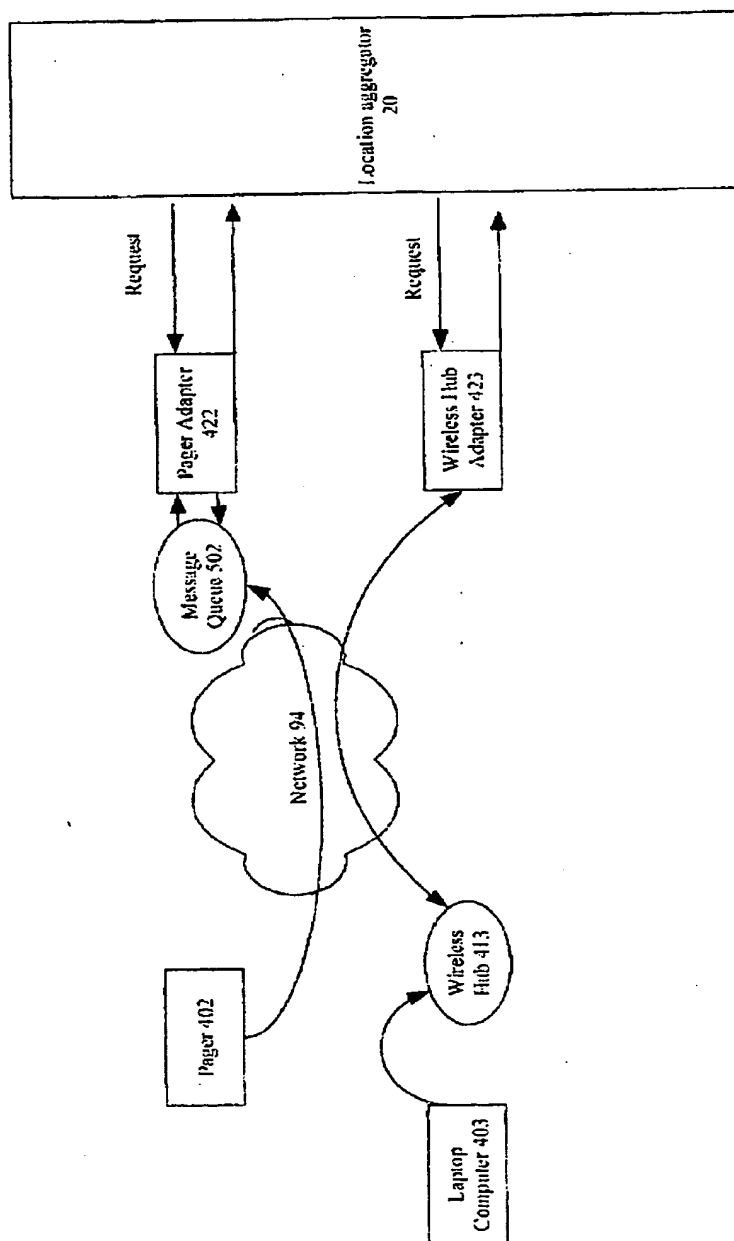 Pager 402
Network 94
Message
Queue 502
Pager Adapter
422
Request
Location aggregator
20
Laptop
Computer 403
Wireless
Hub 413
Wireless Hub
Adapter 423
Request